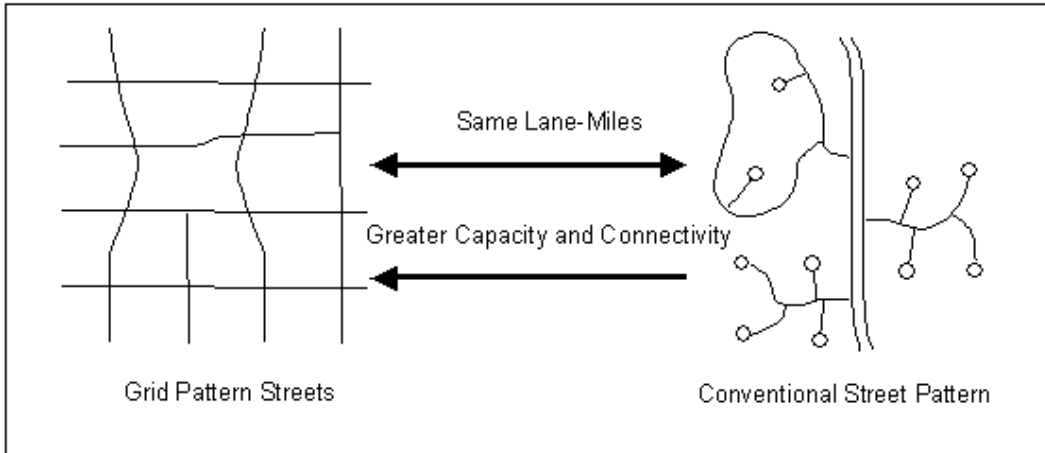 Same Lane-Miles
Greater Capacity and Connectivity
Grid Pattern Streets
Conventional Street Pattern